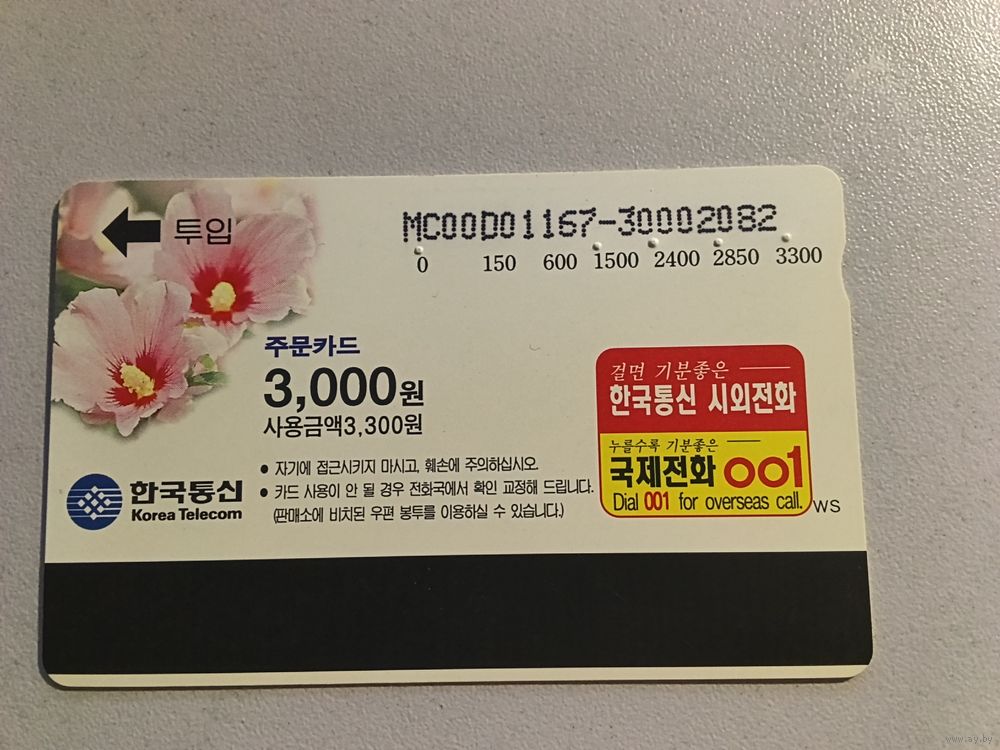 투입
MC00D01167-30002082
0 150 600 1500 2400 2850 3300
주문카드
3,000원
사용금액3,300원
• 자기에 접근시키지 마시고, 훼손에 주의하십시오.
• 카드 사용이 안 될 경우 전화국에서 확인 교정해 드립니다.
(판매소에 비치된 우편 봉투를 이용하실 수 있습니다.)
한국통신
Korea Telecom
걸면 기분좋은
한국통신 시외전화
누를수록 기분좋은
국제전화 001
Dial 001 for overseas call.
WS
www.ay.by